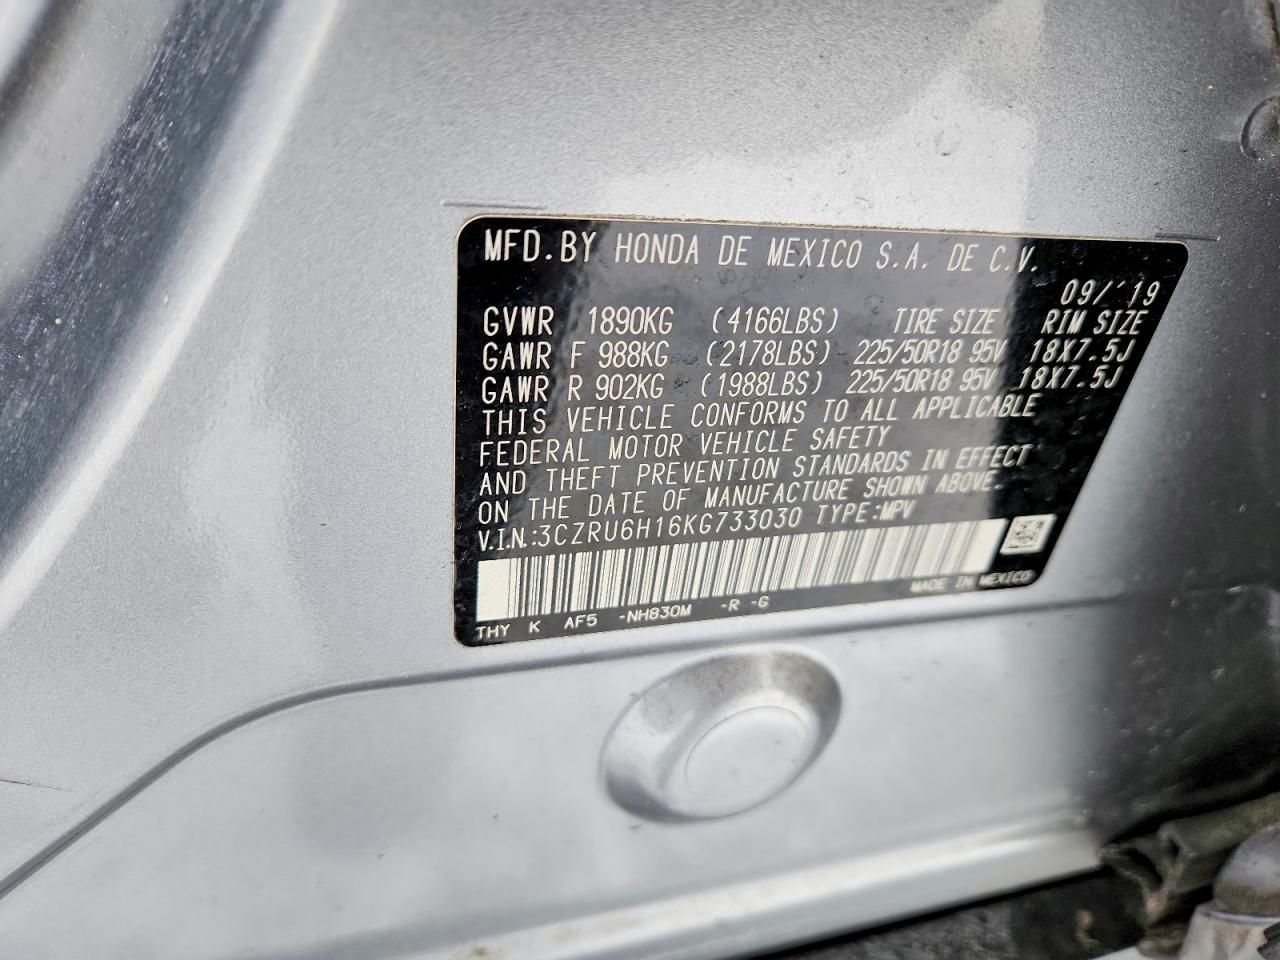 MFD. BY HONDA DE MEXICO S.A. DE C.V.
09/'19
GVWR 1890KG (4166LBS) TIRE SIZE RIM SIZE
GAWR F 988KG (2178LBS) 225/50R18 95V 18X7.5J
GAWR R 902KG (1988LBS) 225/50R18 95V 18X7.5J
THIS VEHICLE CONFORMS TO ALL APPLICABLE
FEDERAL MOTOR VEHICLE SAFETY
AND THEFT PREVENTION STANDARDS IN EFFECT
ON THE DATE OF MANUFACTURE SHOWN ABOVE.
V.I.N.:3CZRU6H16KG733030 TYPE:MPV
MADE IN MEXICO
THY K AF5 -NH830M -R -G